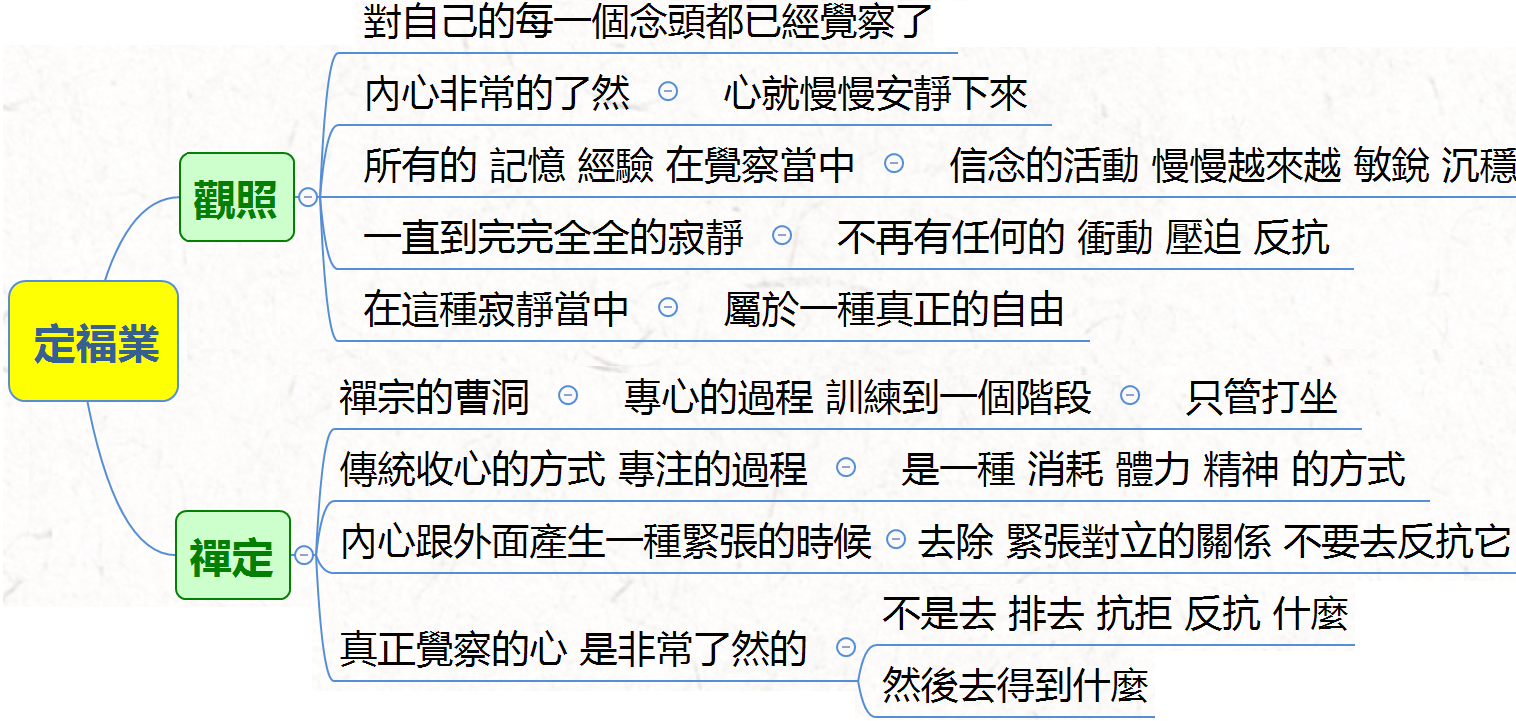 定福業
觀照
對自己的每一個念頭都已經覺察了
內心非常的了然 心就慢慢安靜下來
所有的 記憶 經驗 在覺察當中 信念的活動 慢慢越來越 敏銳 沉穩
一直到完完全全的寂靜 不再有任何的 衝動 壓迫 反抗
在這種寂靜當中 屬於一種真正的自由
禪定
禪宗的曹洞 專心的過程 訓練到一個階段 只管打坐
傳統收心的方式 專注的過程 是一種 消耗 體力 精神 的方式
內心跟外面產生一種緊張的時候 去除 緊張對立的關係 不要去反抗它
真正覺察的心 是非常了然的
不是去 排去 抗拒 反抗 什麼
然後去得到什麼